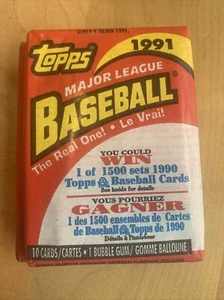 Topps
1991
MAJOR LEAGUE
BASEBALL®
The Real One! • Le Vrai!
YOU COULD
WIN
1 of 1500 sets 1990
Topps Baseball Cards
See inside for details
VOUS POURRIEZ
GAGNER
1 des 1500 ensembles de Cartes
de Baseball Topps de 1990
Détails à l'intérieur
10 CARDS/CARTES • 1 BUBBLE GUM/GOMME BALLOUNE